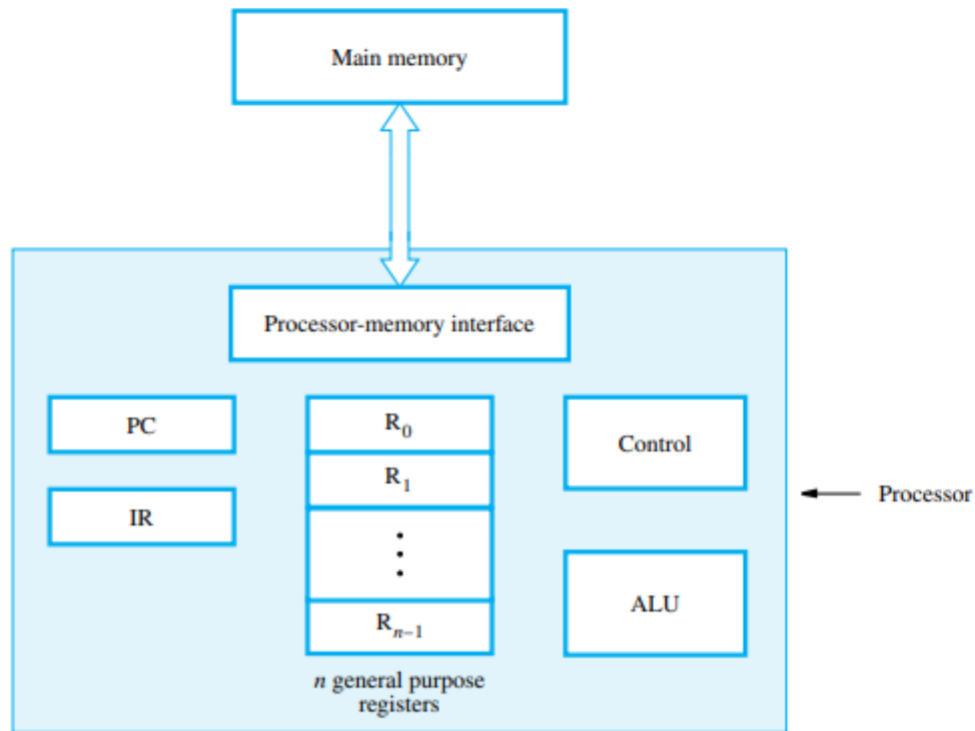 Main memory
Processor-memory interface
PC
R0
Control
R1
Processor
IR
⋮
ALU
Rn–1
n general purpose
registers